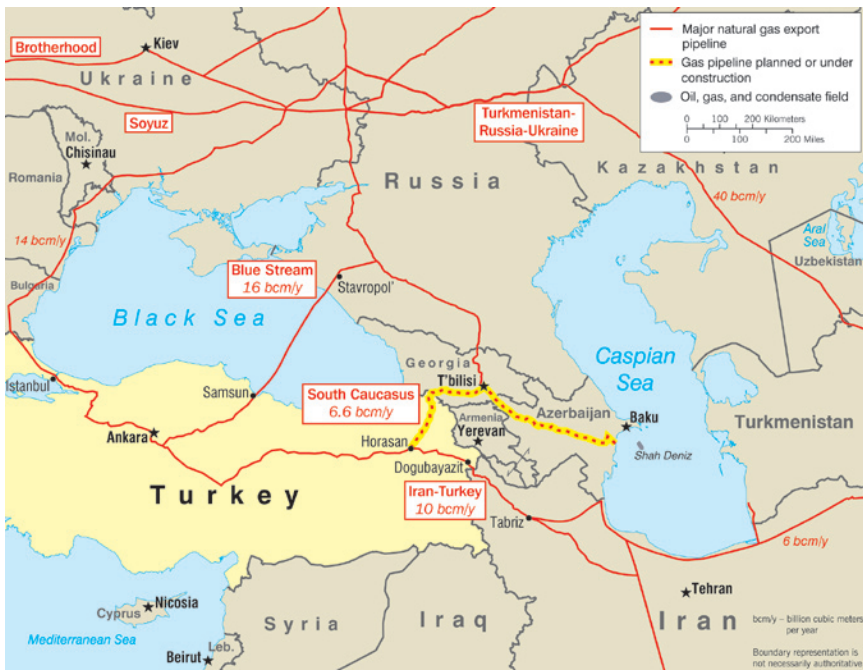 Brotherhood
Kiev
Ukraine
Soyuz
Turkmenistan-
Russia-Ukraine
Major natural gas export
pipeline
Gas pipeline planned or under
construction
Oil, gas, and condensate field
0 100 200 Kilometers
0 100 200 Miles
Mol.
Chisinau
Romania
Russia
Kazakhstan
40 bcm/y
Aral
Sea
Uzbekistan
14 bcm/y
Bulgaria
Blue Stream
16 bcm/y
Stavropol'
Black Sea
Caspian
Sea
Georgia
T'bilisi
Istanbul
Samsun
South Caucasus
6.6 bcm/y
Armenia
Yerevan
Azerbaijan
Baku
Turkmenistan
Shah Deniz
Ankara
Horasan
Dogubayazit
Turkey
Iran-Turkey
10 bcm/y
Tabriz
6 bcm/y
Tehran
Nicosia
Cyprus
Syria
Iraq
Iran
Mediterranean Sea
Leb.
Beirut
bcm/y – billion cubic meters
per year
Boundary representation is
not necessarily authoritative